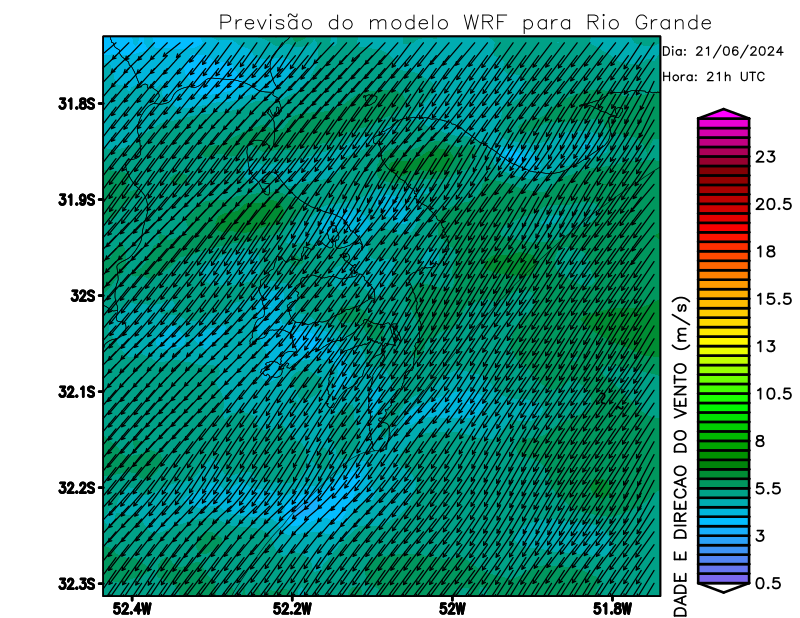 Previsão do modelo WRF para Rio Grande
Dia: 21/06/2024
Hora: 21h UTC
31.8S
31.9S
32S
32.1S
32.2S
32.3S
52.4W
52.2W
52W
51.8W
23
20.5
18
15.5
13
10.5
8
5.5
3
0.5
DADE E DIRECAO DO VENTO (m/s)